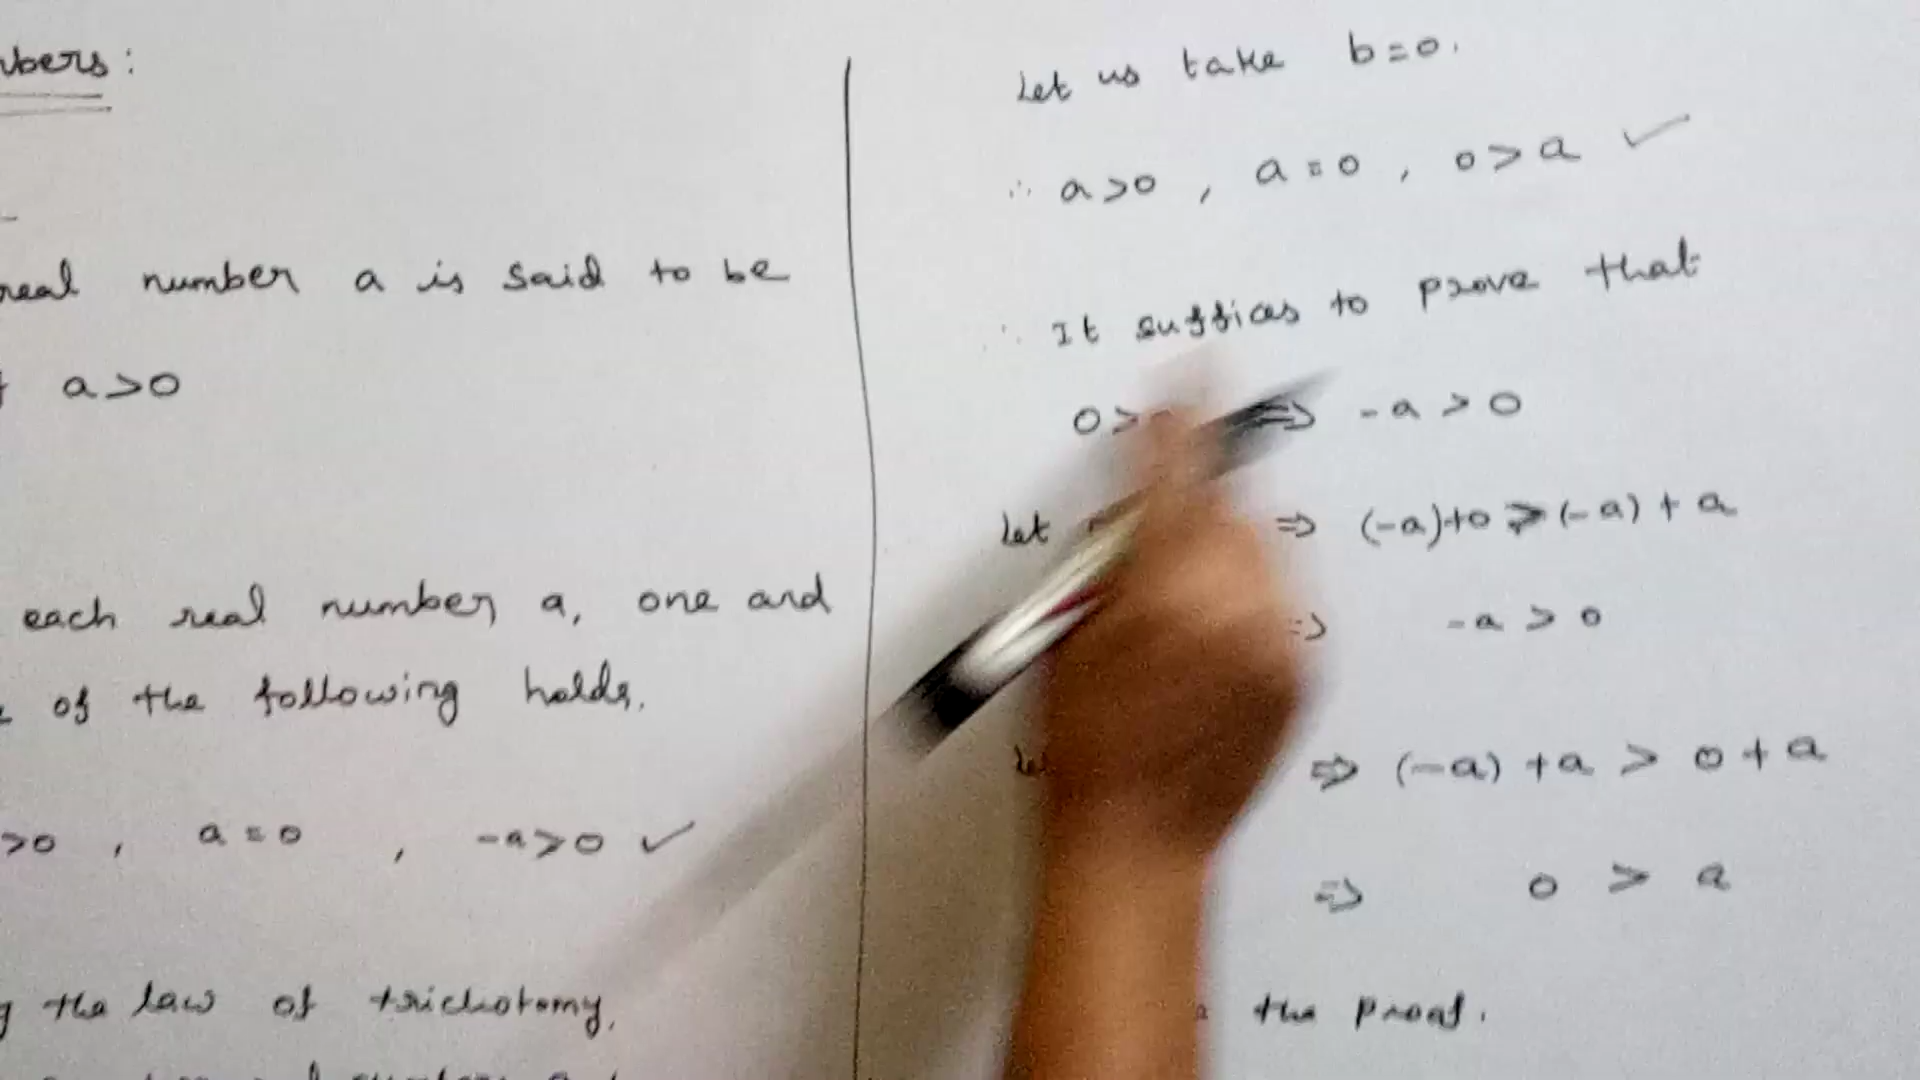 real number a is said to be
a>0
each real number a, one and
of the following holds.
>0 , a=0 , -a>0 ✓
the law of trichotomy,
Let us take b=0.
∴ a>0 , a=0 , 0>a ✓
∴ It suffices to prove that
0> ⇒ -a > 0
Let ⇒ (-a)+0 > (-a) + a
⇒ -a > 0
⇒ (-a) + a > 0 + a
⇒ 0 > a
the proof.